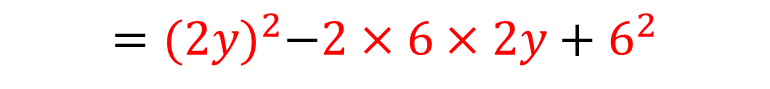 = (2y)² − 2 × 6 × 2y + 6²